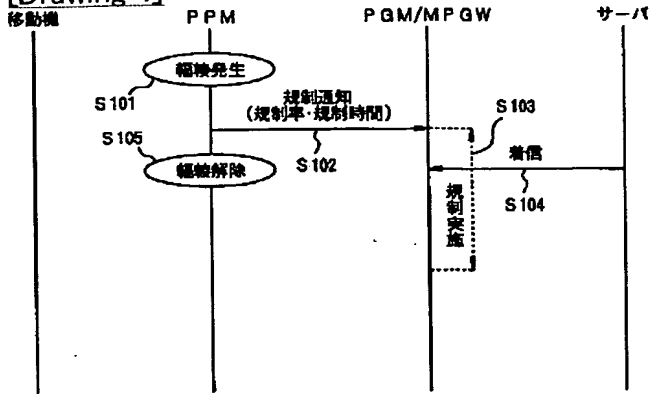 [Drawing 4]
移動機
PPM
PGM/MPGW
サーバ
輻輳発生
S101
規制通知
(規制率・規制時間)
S103
S105
S102
着信
輻輳解除
S104
規制実施